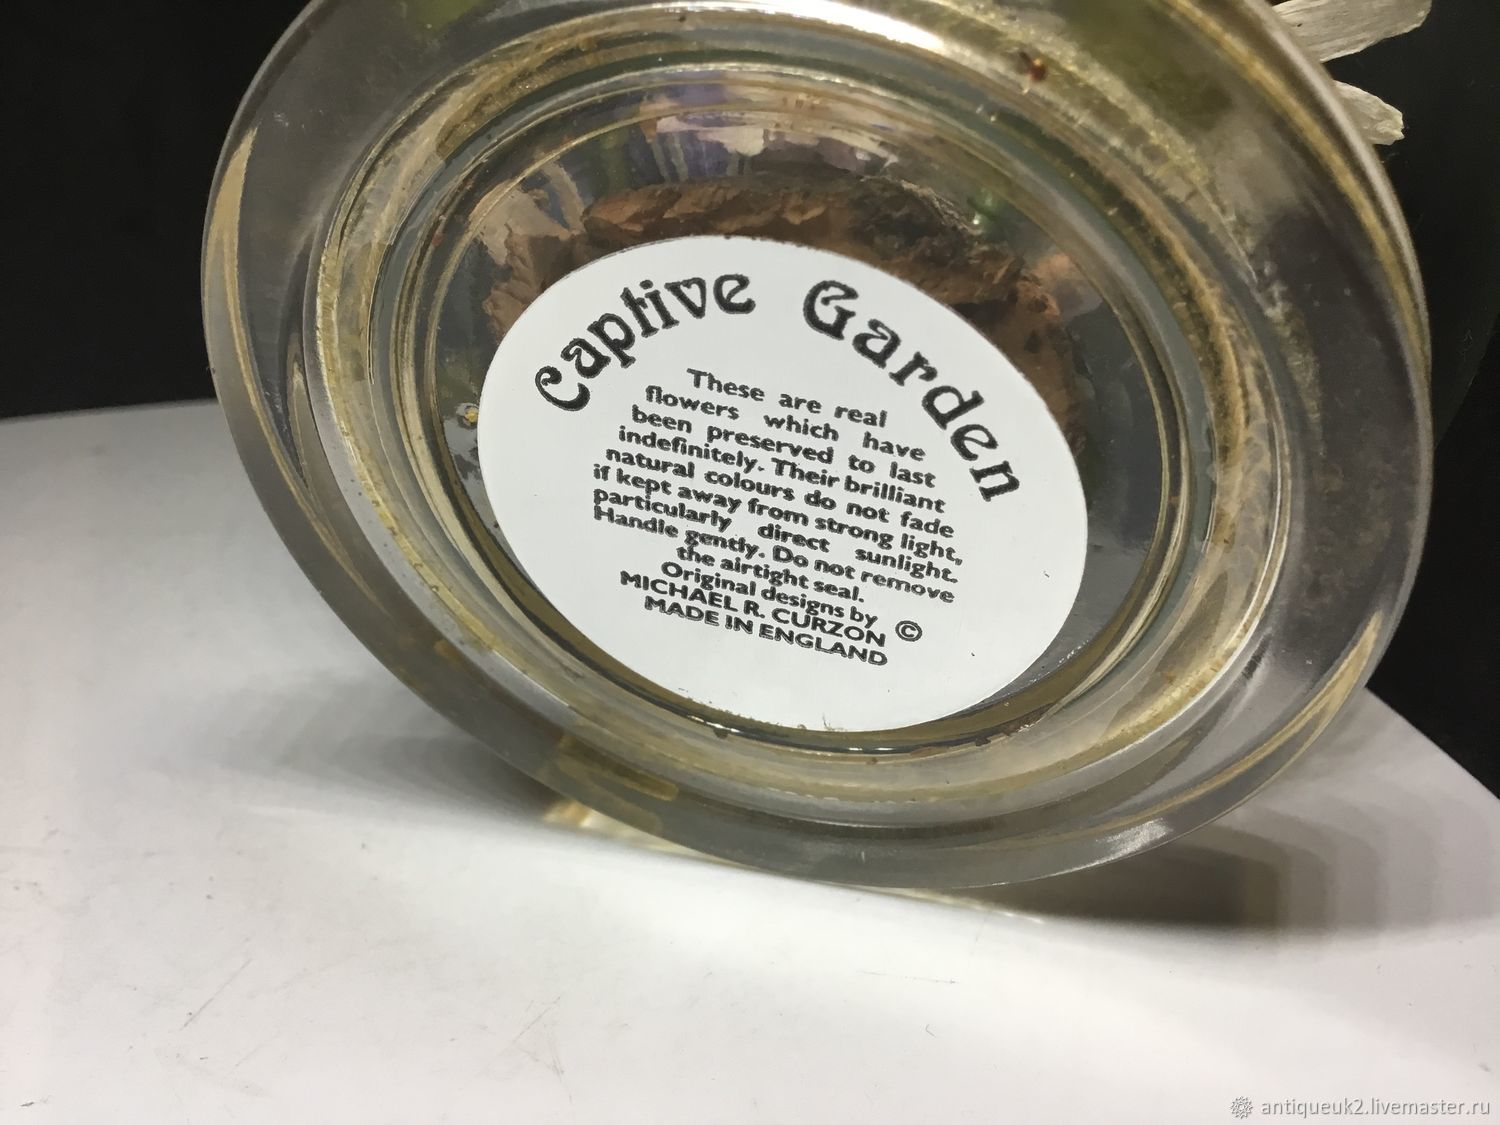 Captive Garden
These are real
flowers which have
been preserved to last
indefinitely. Their brilliant
natural colours do not fade
if kept away from strong light,
particularly direct sunlight.
Handle gently. Do not remove
the airtight seal.
Original designs by
MICHAEL R. CURZON ©
MADE IN ENGLAND
antiqueuk2.livemaster.ru